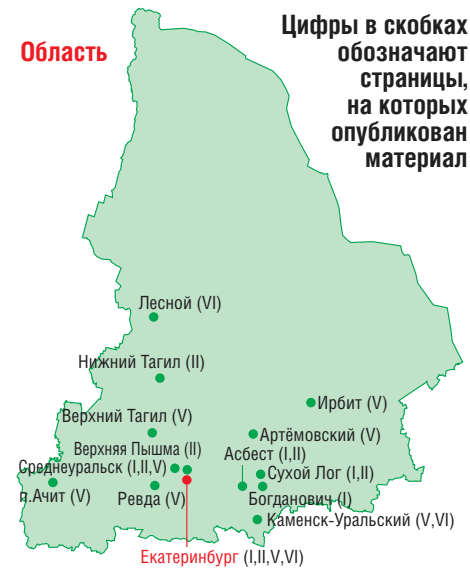 Область
Цифры в скобках
обозначают
страницы,
на которых
опубликован
материал
Лесной (VI)
Нижний Тагил (II)
Ирбит (V)
Верхний Тагил (V)
Артёмовский (V)
Верхняя Пышма (II)
Асбест (I,II)
Среднеуральск (I,II,V)
Сухой Лог (I,II)
п.Ачит (V)
Ревда (V)
Богданович (I)
Каменск-Уральский (V,VI)
Екатеринбург (I,II,V,VI)